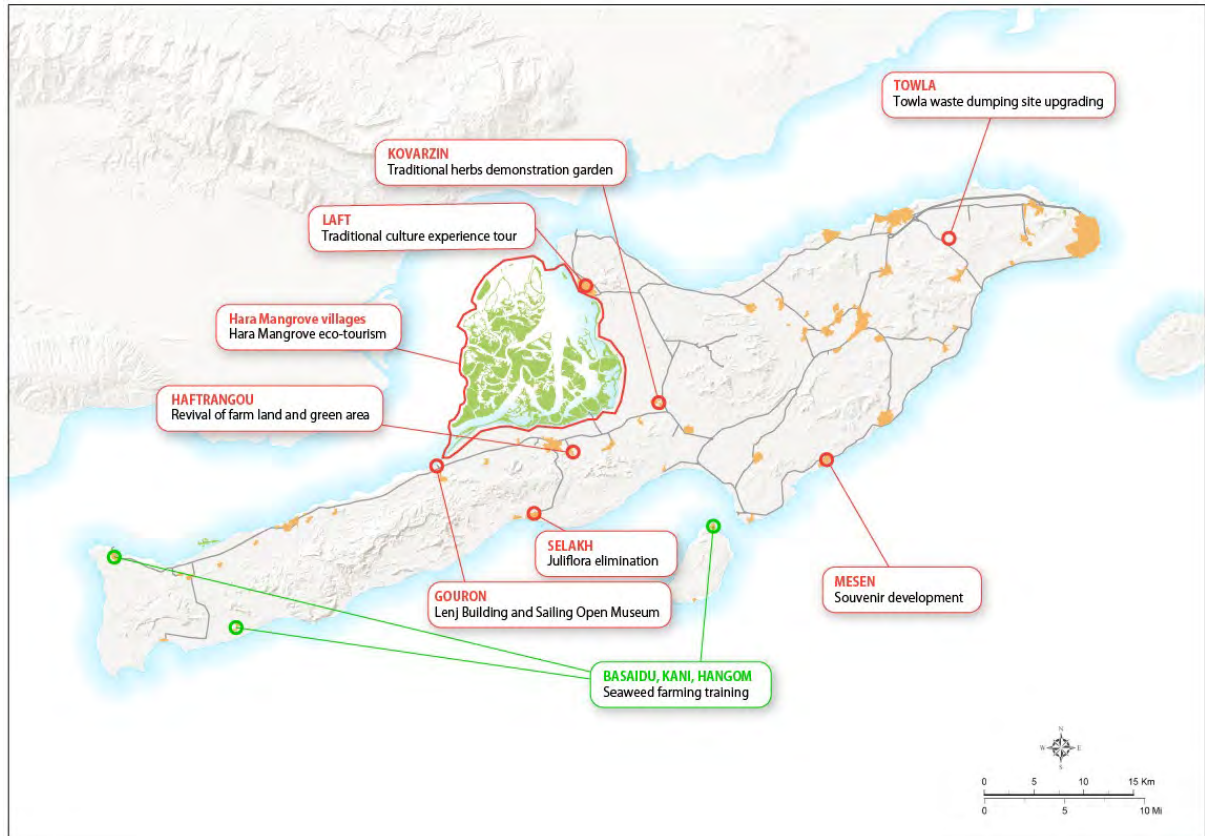 TOWLA
Towla waste dumping site upgrading
KOVARZIN
Traditional herbs demonstration garden
LAFT
Traditional culture experience tour
Hara Mangrove villages
Hara Mangrove eco-tourism
HAFTRANGOU
Revival of farm land and green area
SELAKH
Juliflora elimination
MESEN
Souvenir development
GOURON
Lenj Building and Sailing Open Museum
BASAIDU, KANI, HANGOM
Seaweed farming training
N
W E
S
0 5 10 15 Km
0 5 10 Mi